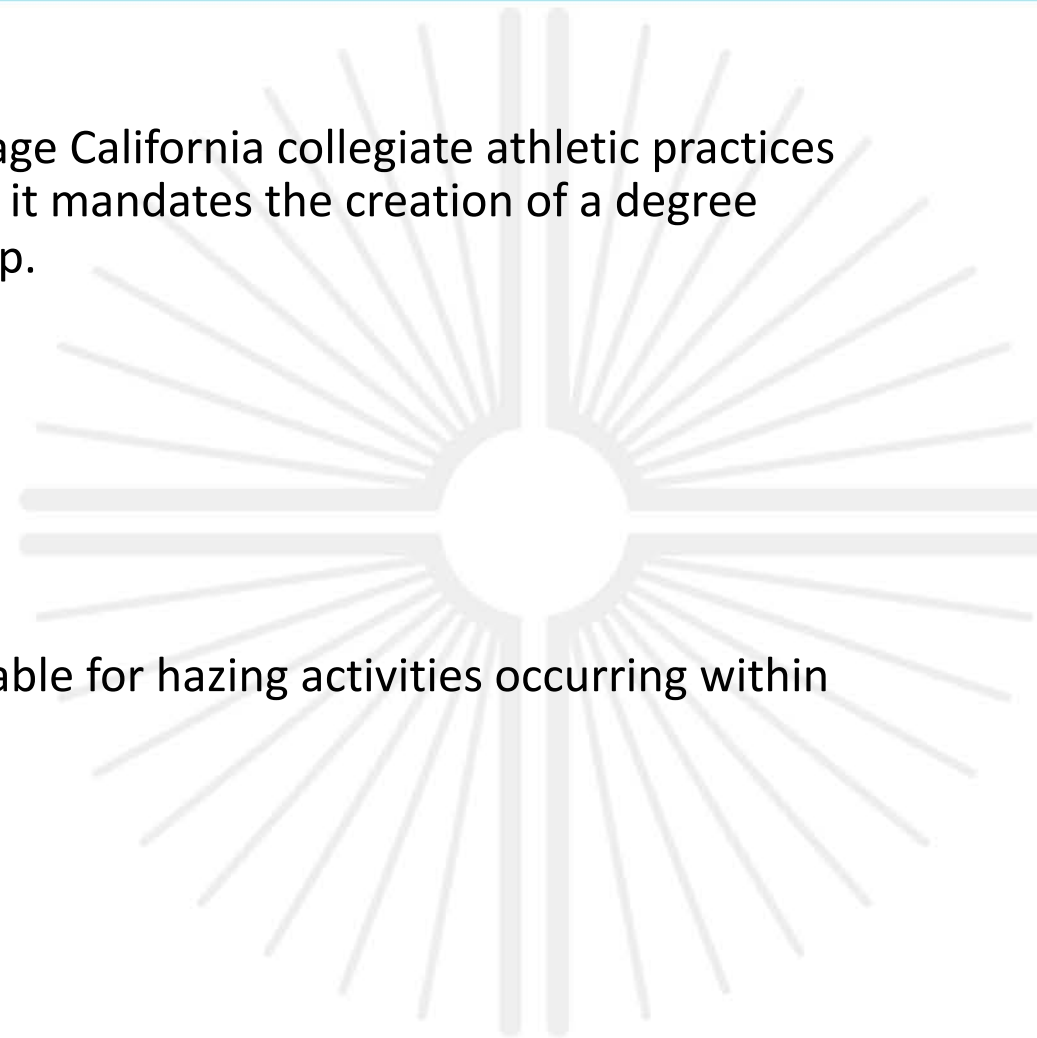 age California collegiate athletic practices
it mandates the creation of a degree
p.
able for hazing activities occurring within